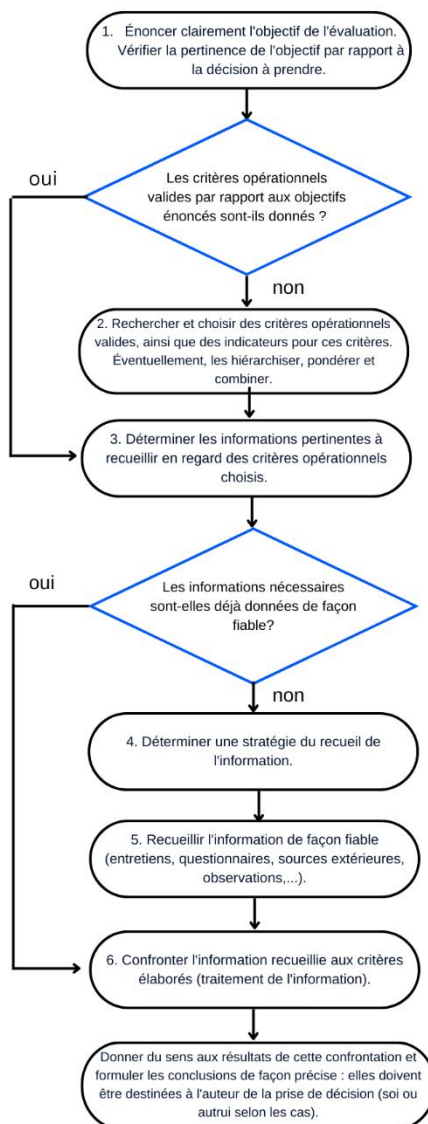 1. Énoncer clairement l'objectif de l'évaluation.
Vérifier la pertinence de l'objectif par rapport à
la décision à prendre.
oui
Les critères opérationnels
valides par rapport aux objectifs
énoncés sont-ils donnés ?
non
2. Rechercher et choisir des critères opérationnels
valides, ainsi que des indicateurs pour ces critères.
Éventuellement, les hiérarchiser, pondérer et
combiner.
3. Déterminer les informations pertinentes à
recueillir en regard des critères opérationnels
choisis.
oui
Les informations nécessaires
sont-elles déjà données de façon
fiable?
non
4. Déterminer une stratégie du recueil de
l'information.
5. Recueillir l'information de façon fiable
(entretiens, questionnaires, sources extérieures,
observations,...).
6. Confronter l'information recueillie aux critères
élaborés (traitement de l'information).
Donner du sens aux résultats de cette confrontation et
formuler les conclusions de façon précise : elles doivent
être destinées à l'auteur de la prise de décision (soi ou
autrui selon les cas).